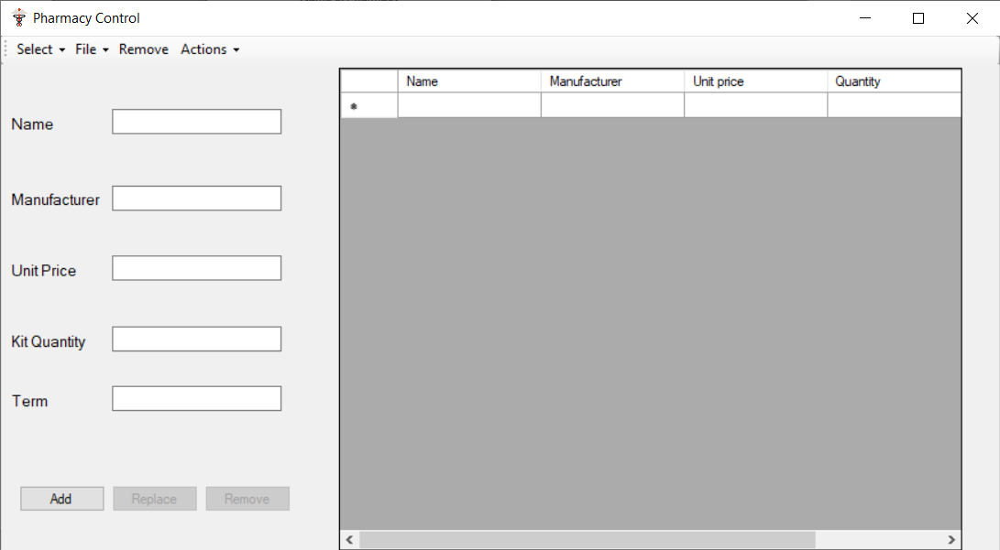 Pharmacy Control
Select File Remove Actions
Name Manufacturer Unit price Quantity
*
Name
Manufacturer
Unit Price
Kit Quantity
Term
Add Replace Remove